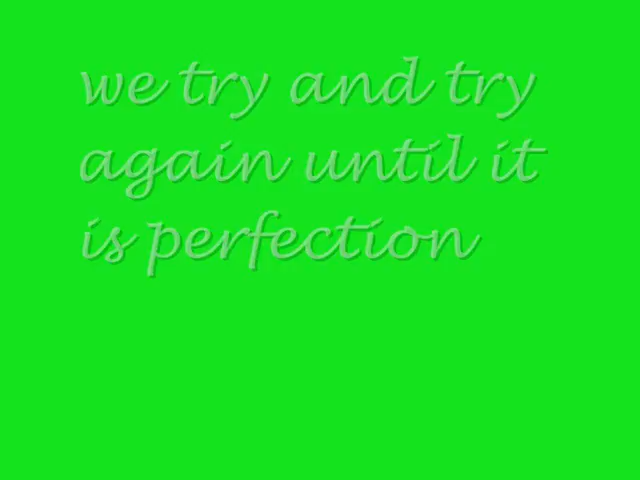 we try and try
again until it
is perfection